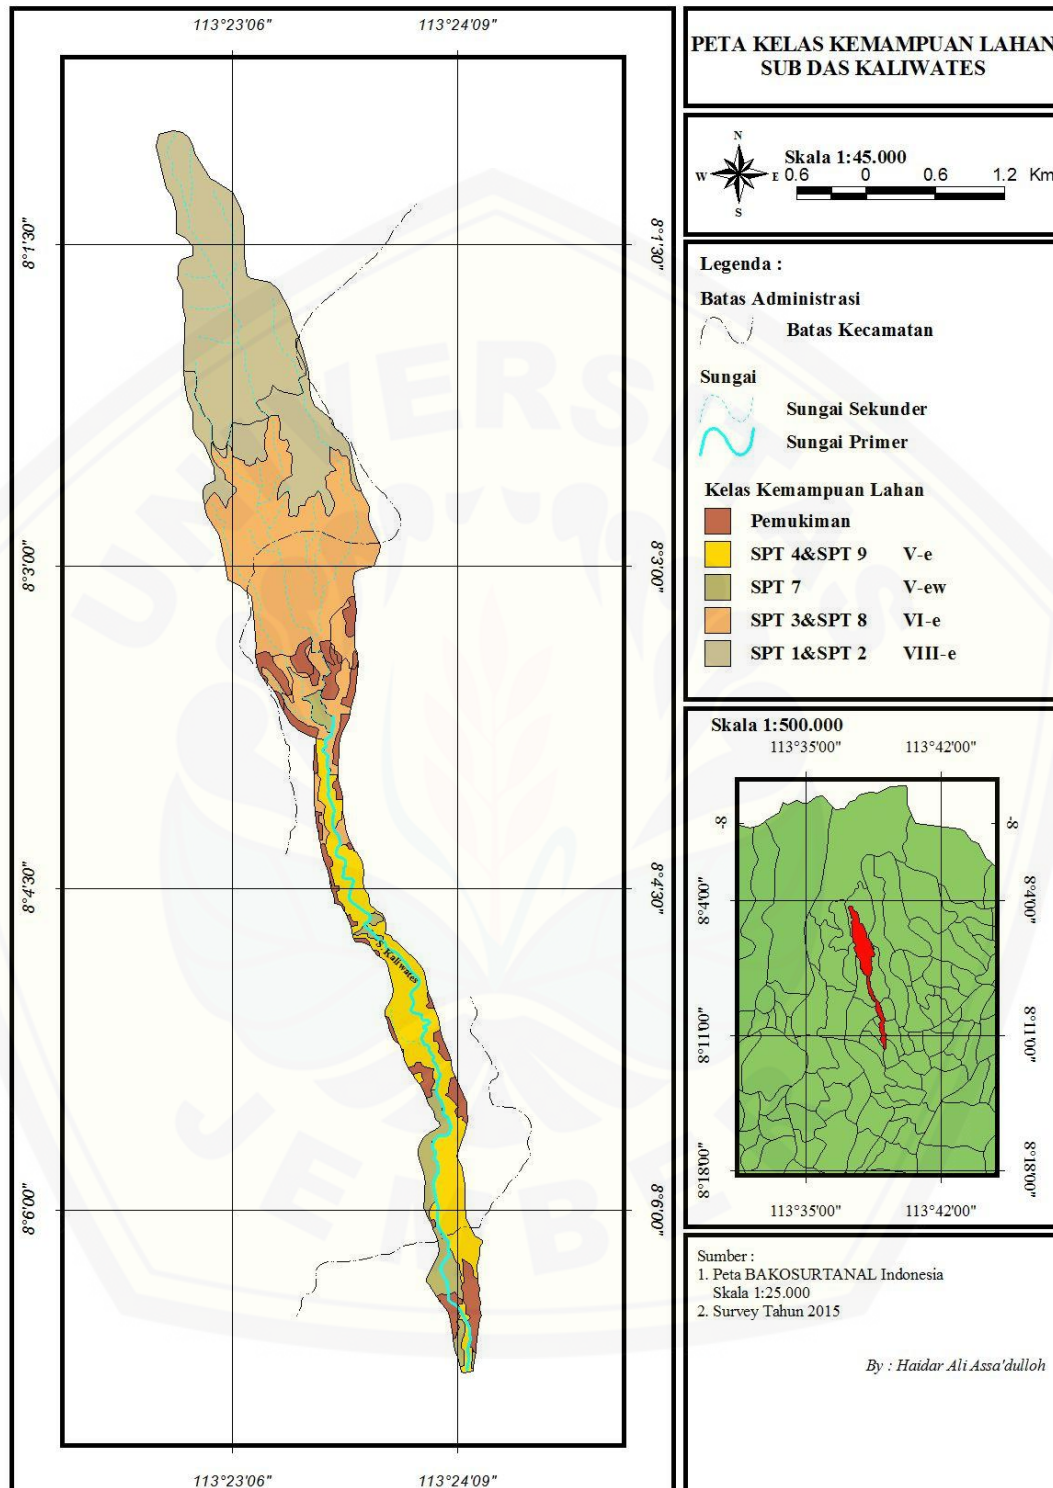 113°23'06" 113°24'09"
8°1'30" 8°1'30"
8°3'00" 8°3'00"
8°4'30" 8°4'30"
S. Kaliwates
8°6'00" 8°6'00"
113°23'06" 113°24'09"
UNIVERSITAS
JEMBER
PETA KELAS KEMAMPUAN LAHAN
SUB DAS KALIWATES
N
W E
S
Skala 1:45.000
0.6 0 0.6 1.2 Km
Legenda :
Batas Administrasi
Batas Kecamatan
Sungai
Sungai Sekunder
Sungai Primer
Kelas Kemampuan Lahan
Pemukiman
SPT 4&SPT 9 V-e
SPT 7 V-ew
SPT 3&SPT 8 VI-e
SPT 1&SPT 2 VIII-e
Skala 1:500.000
113°35'00" 113°42'00"
-8 -8
8°4'00" 8°4'00"
8°11'00" 8°11'00"
8°18'00" 8°18'00"
113°35'00" 113°42'00"
Sumber :
1. Peta BAKOSURTANAL Indonesia
Skala 1:25.000
2. Survey Tahun 2015
By : Haidar Ali Assa'dulloh